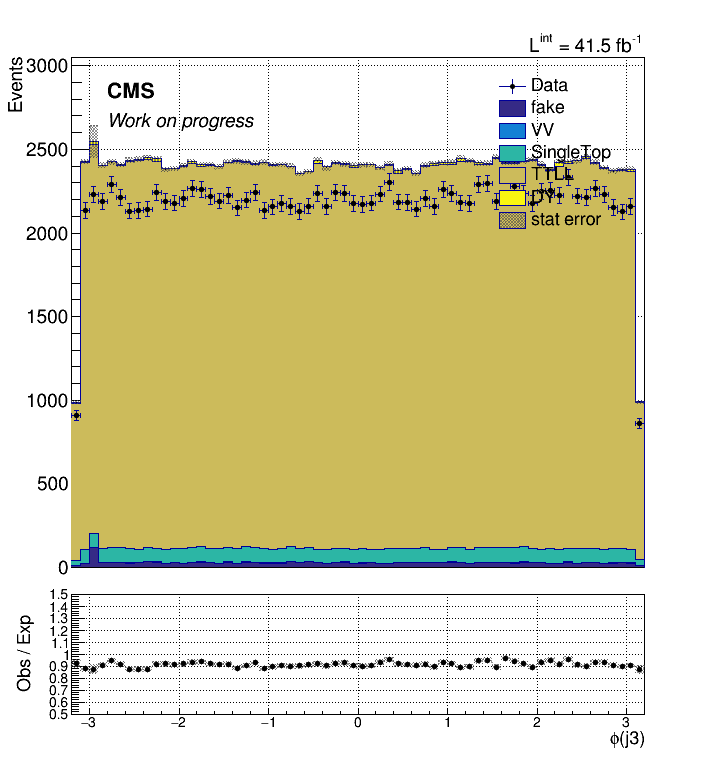 L^int = 41.5 fb^-1
Events
3000
2500
2000
1500
1000
500
0
CMS
Work on progress
Data
fake
VV
SingleTop
DY
stat error
Obs / Exp
1.5
1.4
1.3
1.2
1.1
1
0.9
0.8
0.7
0.6
0.5
−3
−2
−1
0
1
2
3
ϕ(j3)